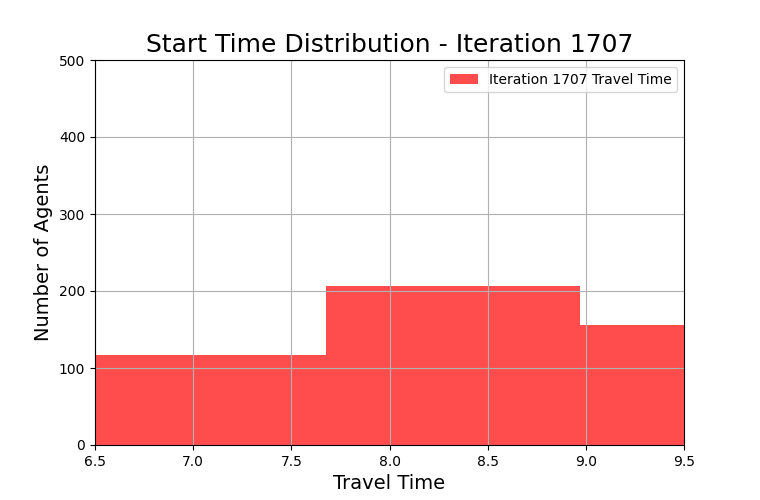 Start Time Distribution - Iteration 1707
Iteration 1707 Travel Time
Number of Agents
500
400
300
200
100
0
6.5 7.0 7.5 8.0 8.5 9.0 9.5
Travel Time